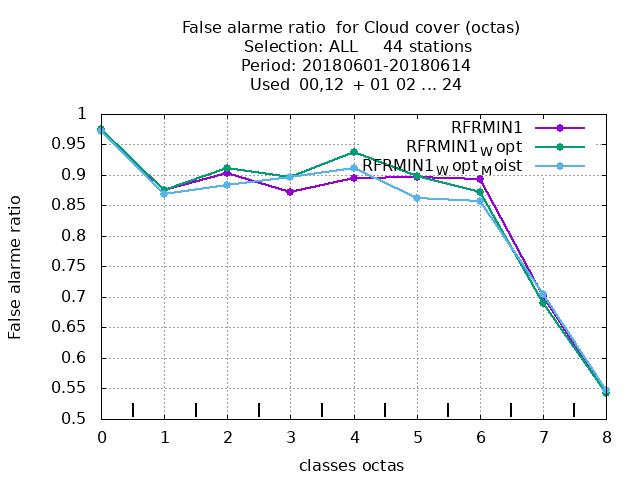 False alarme ratio  for Cloud cover (octas)
Selection: ALL     44 stations
Period: 20180601-20180614
Used  00,12  + 01 02 ... 24
RFRMIN1
RFRMIN1W opt
RFRMIN1W optM oist
1
0.95
0.9
0.85
0.8
0.75
0.7
0.65
0.6
0.55
0.5
False alarme ratio
0 1 2 3 4 5 6 7 8
classes octas